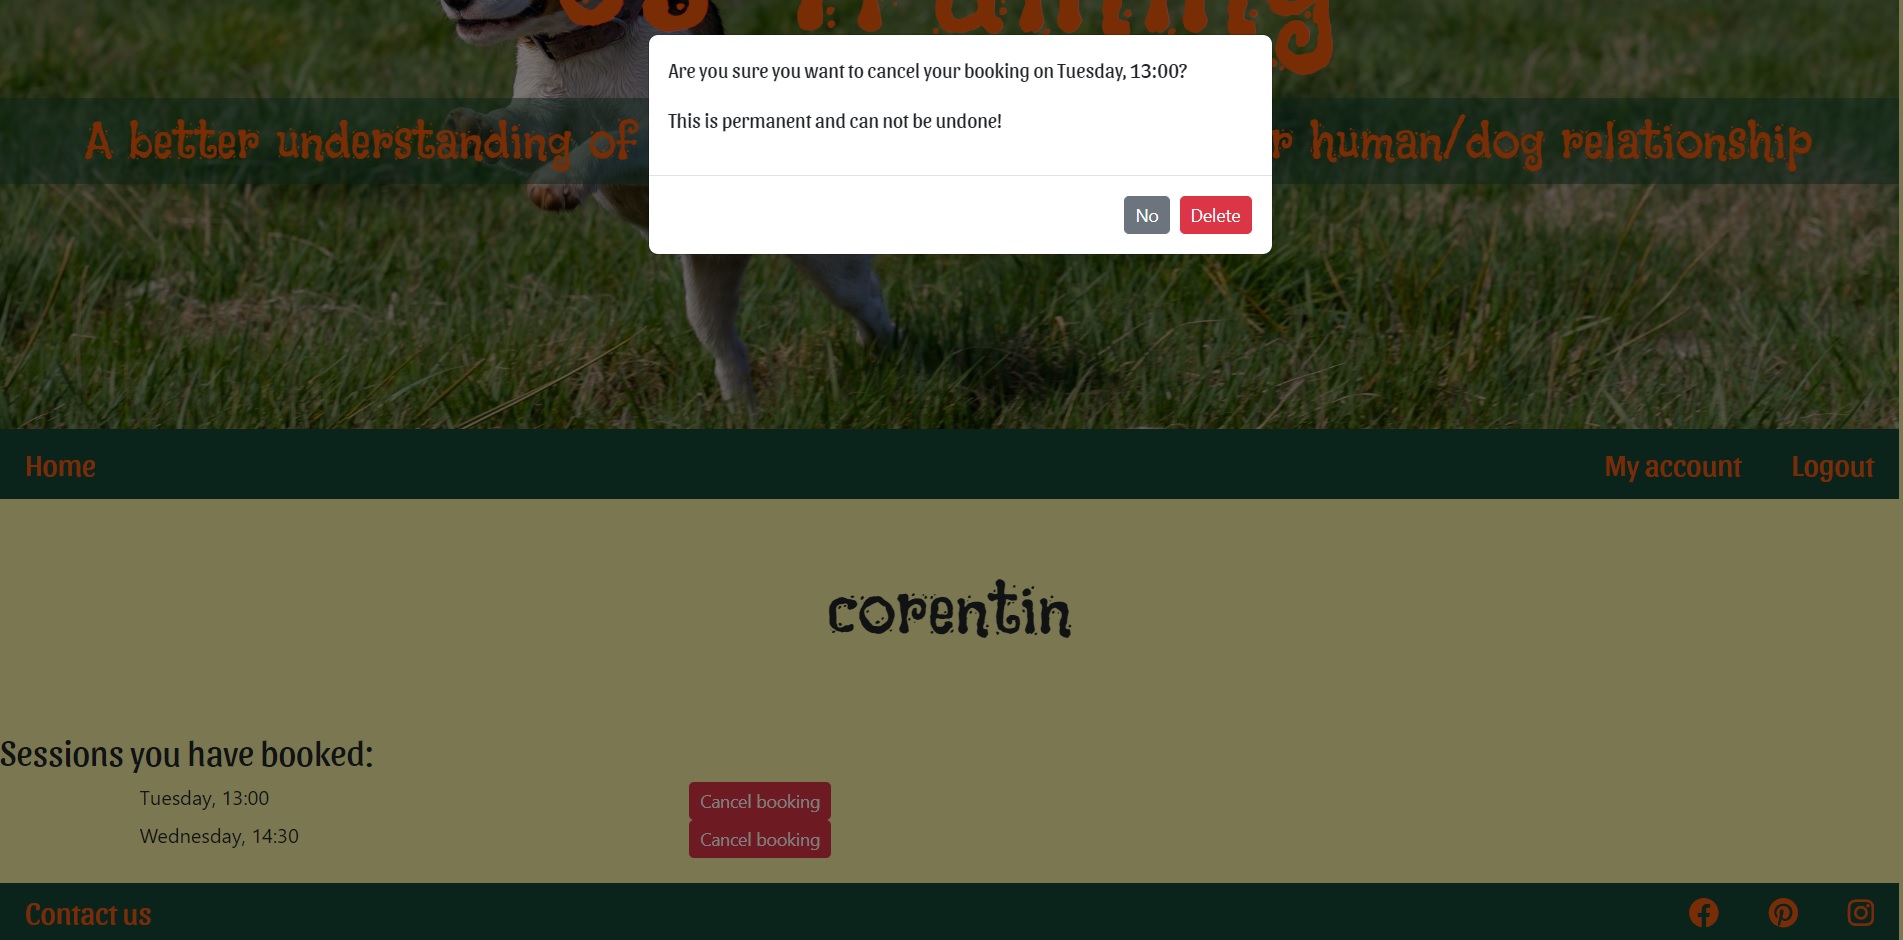 Training
Are you sure you want to cancel your booking on Tuesday, 13:00?
This is permanent and can not be undone!
No
Delete
A better understanding of
human/dog relationship
Home
My account
Logout
corentin
Sessions you have booked:
Tuesday, 13:00
Cancel booking
Wednesday, 14:30
Cancel booking
Contact us